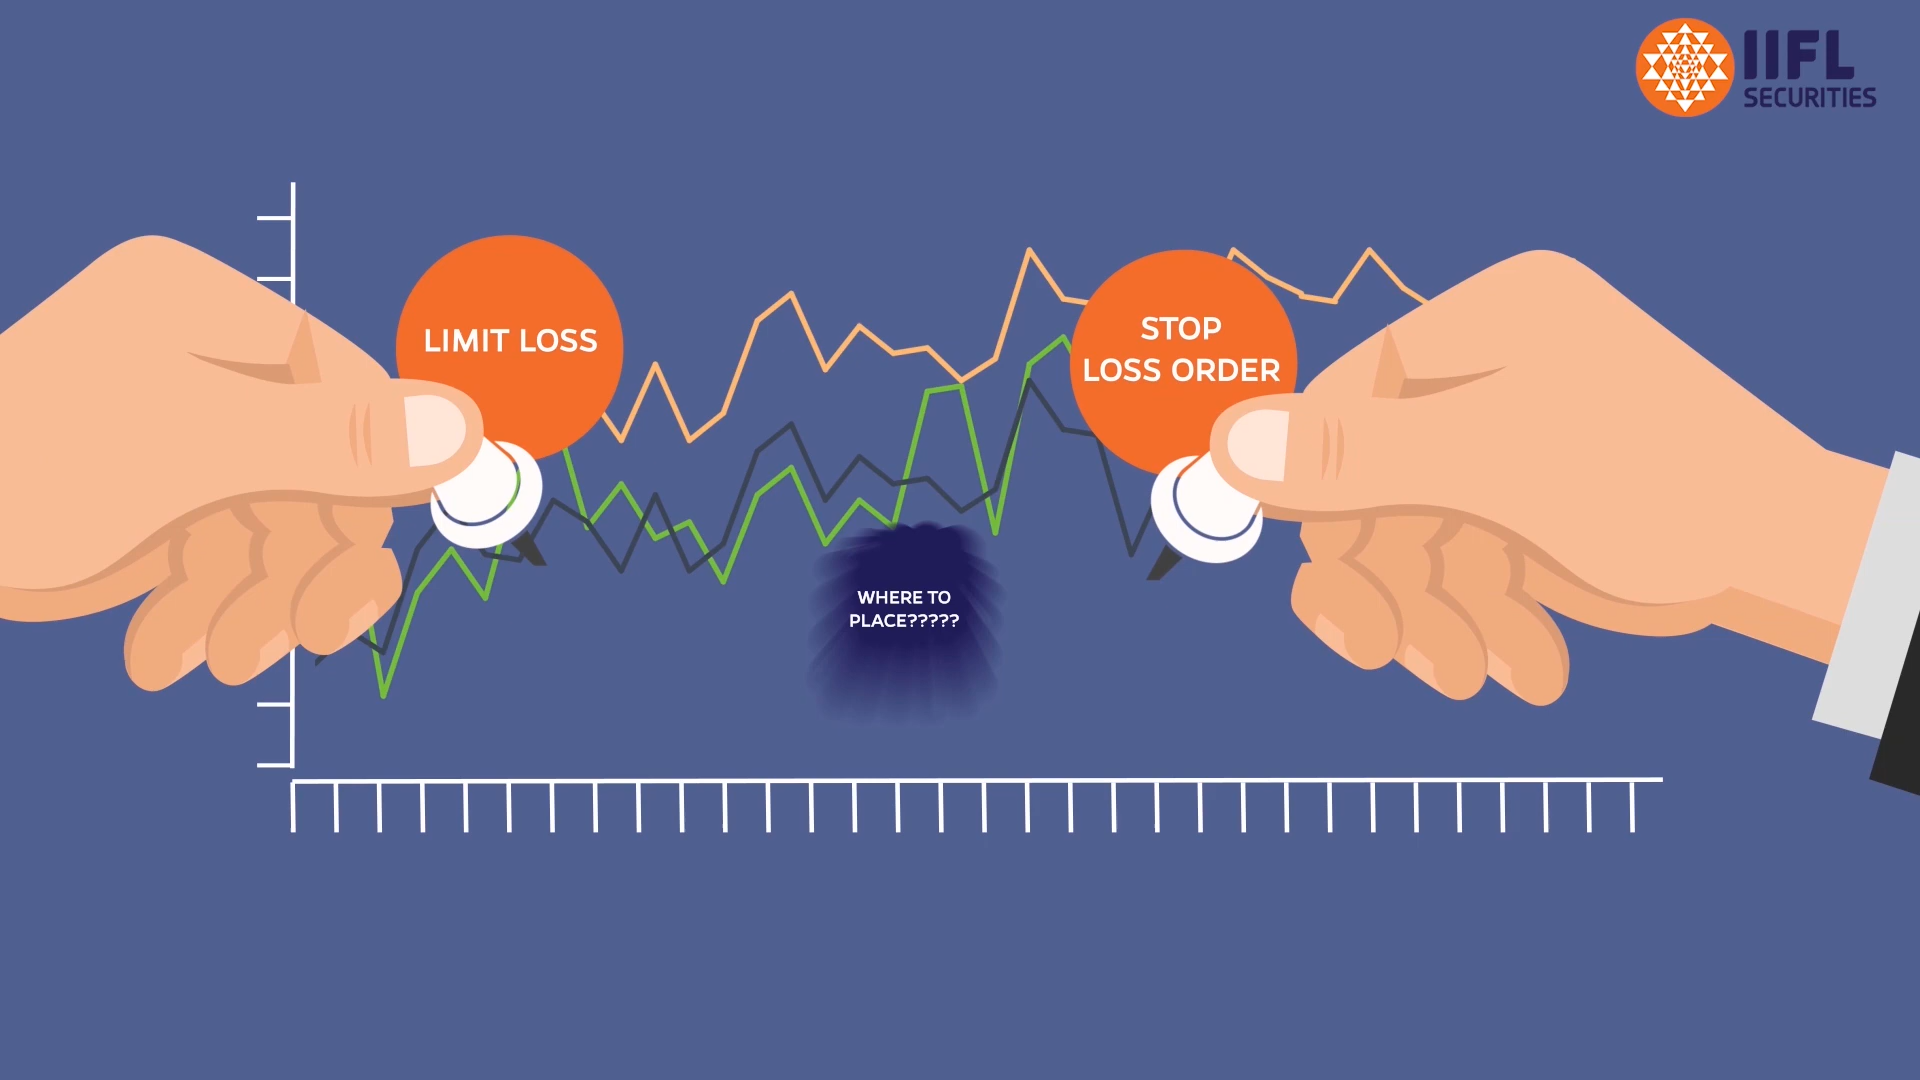 IIFL
SECURITIES
LIMIT LOSS
STOP
LOSS ORDER
WHERE TO
PLACE?????